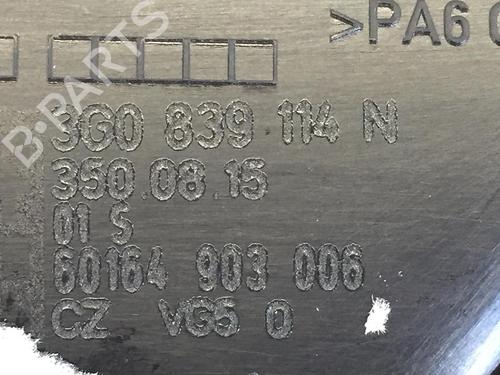 >PA6
3G0 839 114 N
350 08 15
01 S
60164 903 006
CZ VG5 0
B-PARTS